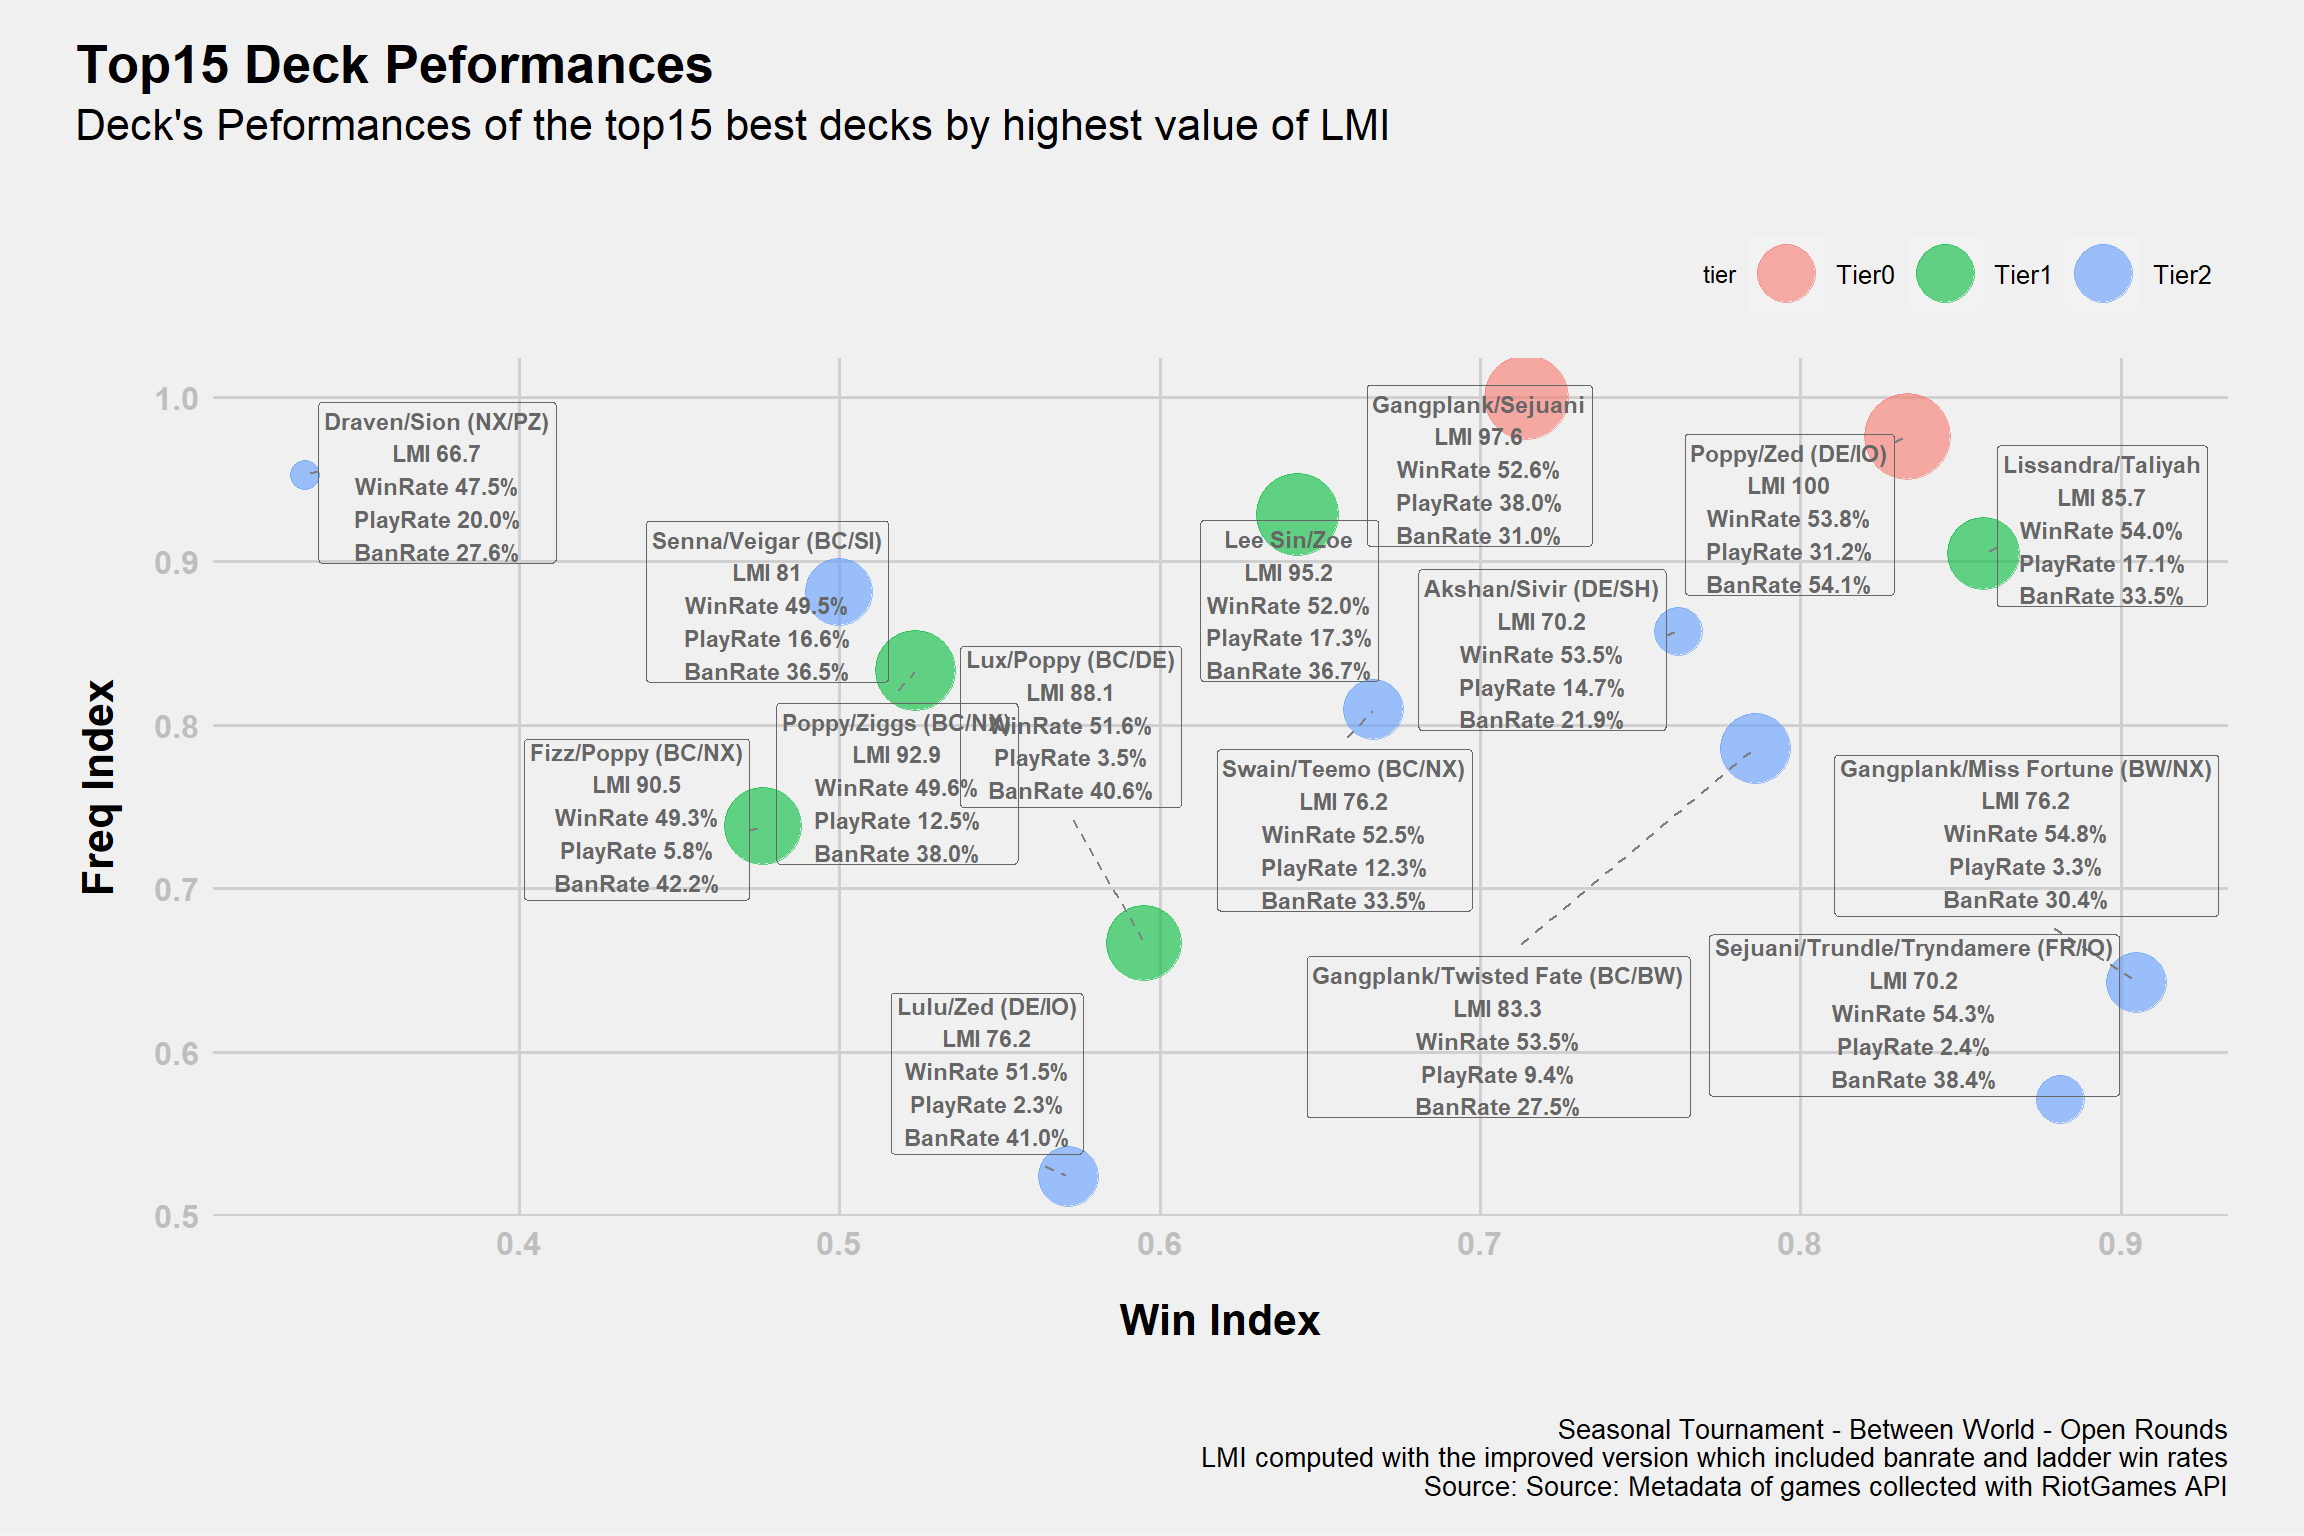 Top15 Deck Peformances
Deck's Peformances of the top15 best decks by highest value of LMI
tier
Tier0
Tier1
Tier2
Freq Index
1.0
0.9
0.8
0.7
0.6
0.5
Draven/Sion (NX/PZ)
LMI 66.7
WinRate 47.5%
PlayRate 20.0%
BanRate 27.6%
Gangplank/Sejuani
LMI 97.6
WinRate 52.6%
PlayRate 38.0%
BanRate 31.0%
Poppy/Zed (DE/IO)
LMI 100
WinRate 53.8%
PlayRate 31.2%
BanRate 54.1%
Lissandra/Taliyah
LMI 85.7
WinRate 54.0%
PlayRate 17.1%
BanRate 33.5%
Senna/Veigar (BC/SI)
LMI 81
WinRate 49.5%
PlayRate 16.6%
BanRate 36.5%
Lee Sin/Zoe
LMI 95.2
WinRate 52.0%
PlayRate 17.3%
BanRate 36.7%
Akshan/Sivir (DE/SH)
LMI 70.2
WinRate 53.5%
PlayRate 14.7%
BanRate 21.9%
Lux/Poppy (BC/DE)
LMI 88.1
WinRate 51.6%
PlayRate 3.5%
BanRate 40.6%
Poppy/Ziggs (BC/NX)
LMI 92.9
WinRate 49.6%
PlayRate 12.5%
BanRate 38.0%
Fizz/Poppy (BC/NX)
LMI 90.5
WinRate 49.3%
PlayRate 5.8%
BanRate 42.2%
Swain/Teemo (BC/NX)
LMI 76.2
WinRate 52.5%
PlayRate 12.3%
BanRate 33.5%
Gangplank/Miss Fortune (BW/NX)
LMI 76.2
WinRate 54.8%
PlayRate 3.3%
BanRate 30.4%
Sejuani/Trundle/Tryndamere (FR/IO)
LMI 70.2
WinRate 54.3%
PlayRate 2.4%
BanRate 38.4%
Gangplank/Twisted Fate (BC/BW)
LMI 83.3
WinRate 53.5%
PlayRate 9.4%
BanRate 27.5%
Lulu/Zed (DE/IO)
LMI 76.2
WinRate 51.5%
PlayRate 2.3%
BanRate 41.0%
0.4
0.5
0.6
0.7
0.8
0.9
Win Index
Seasonal Tournament - Between World - Open Rounds
LMI computed with the improved version which included banrate and ladder win rates
Source: Source: Metadata of games collected with RiotGames API